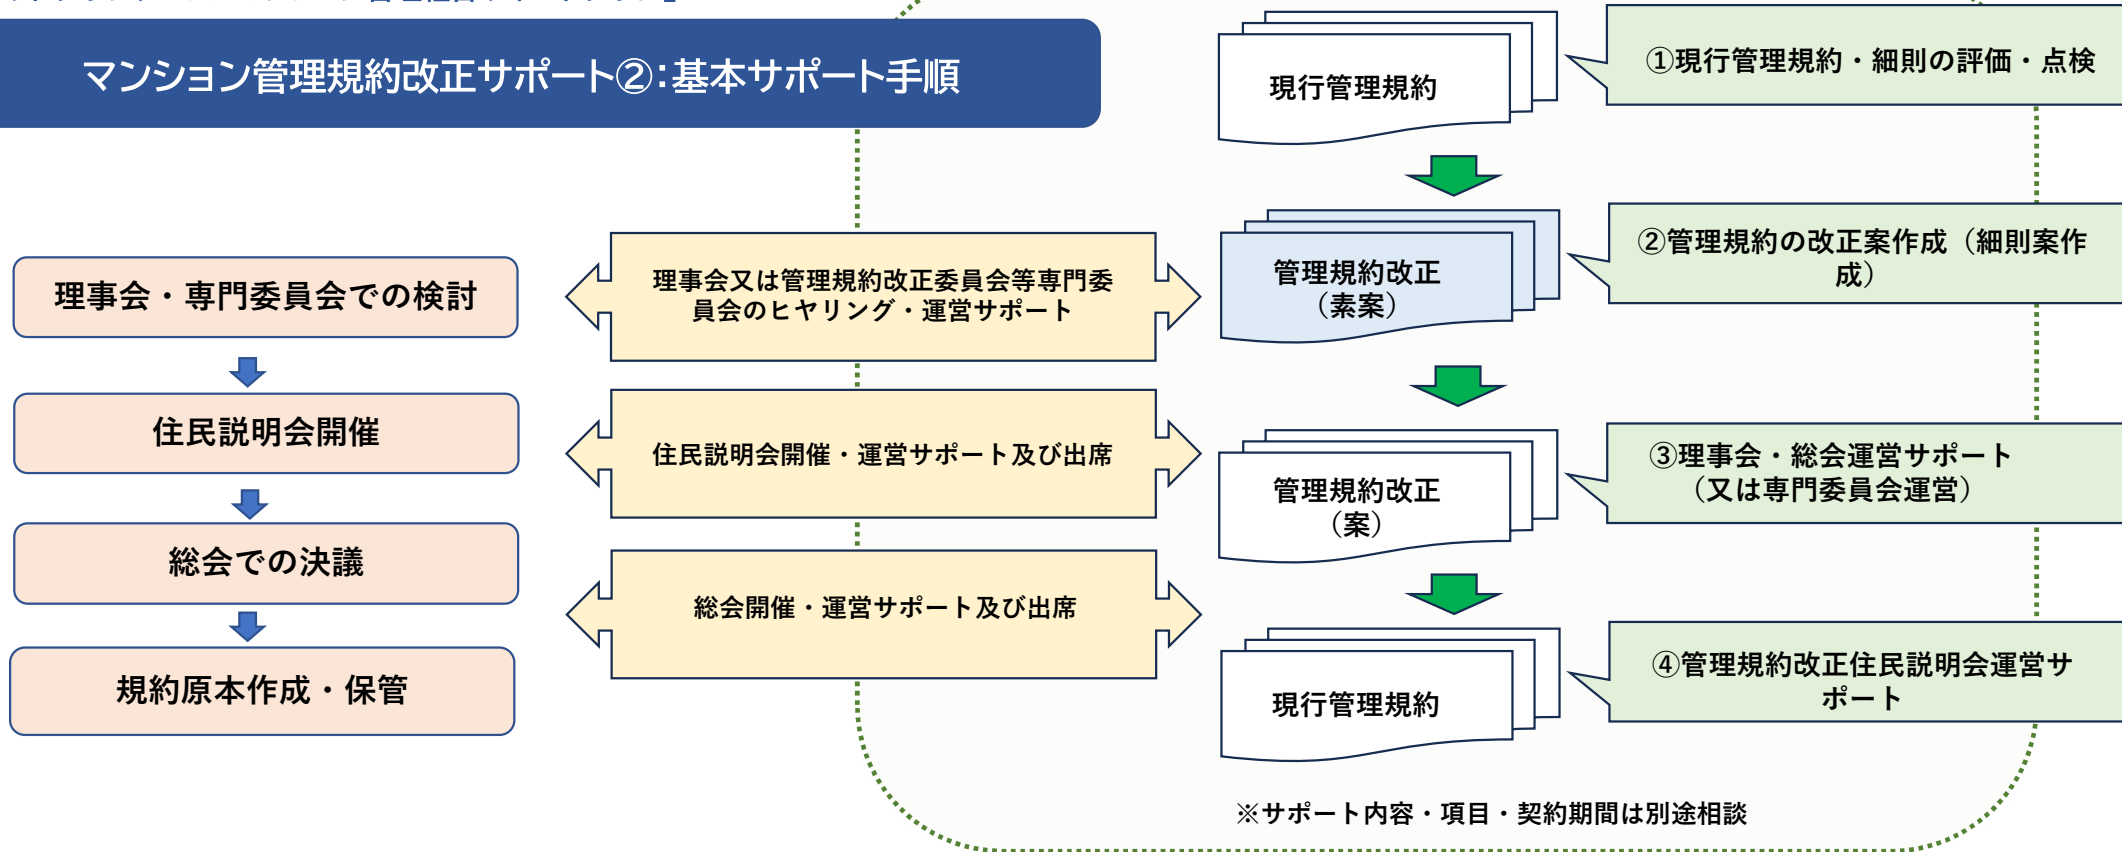 マンション管理規約改正サポート②:基本サポート手順
現行管理規約
①現行管理規約・細則の評価・点検
理事会・専門委員会での検討
理事会又は管理規約改正委員会等専門委
員会のヒヤリング・運営サポート
管理規約改正
（素案）
②管理規約の改正案作成（細則案作
成）
住民説明会開催
住民説明会開催・運営サポート及び出席
管理規約改正
（案）
③理事会・総会運営サポート
（又は専門委員会運営）
総会での決議
総会開催・運営サポート及び出席
規約原本作成・保管
現行管理規約
④管理規約改正住民説明会運営サ
ポート
※サポート内容・項目・契約期間は別途相談